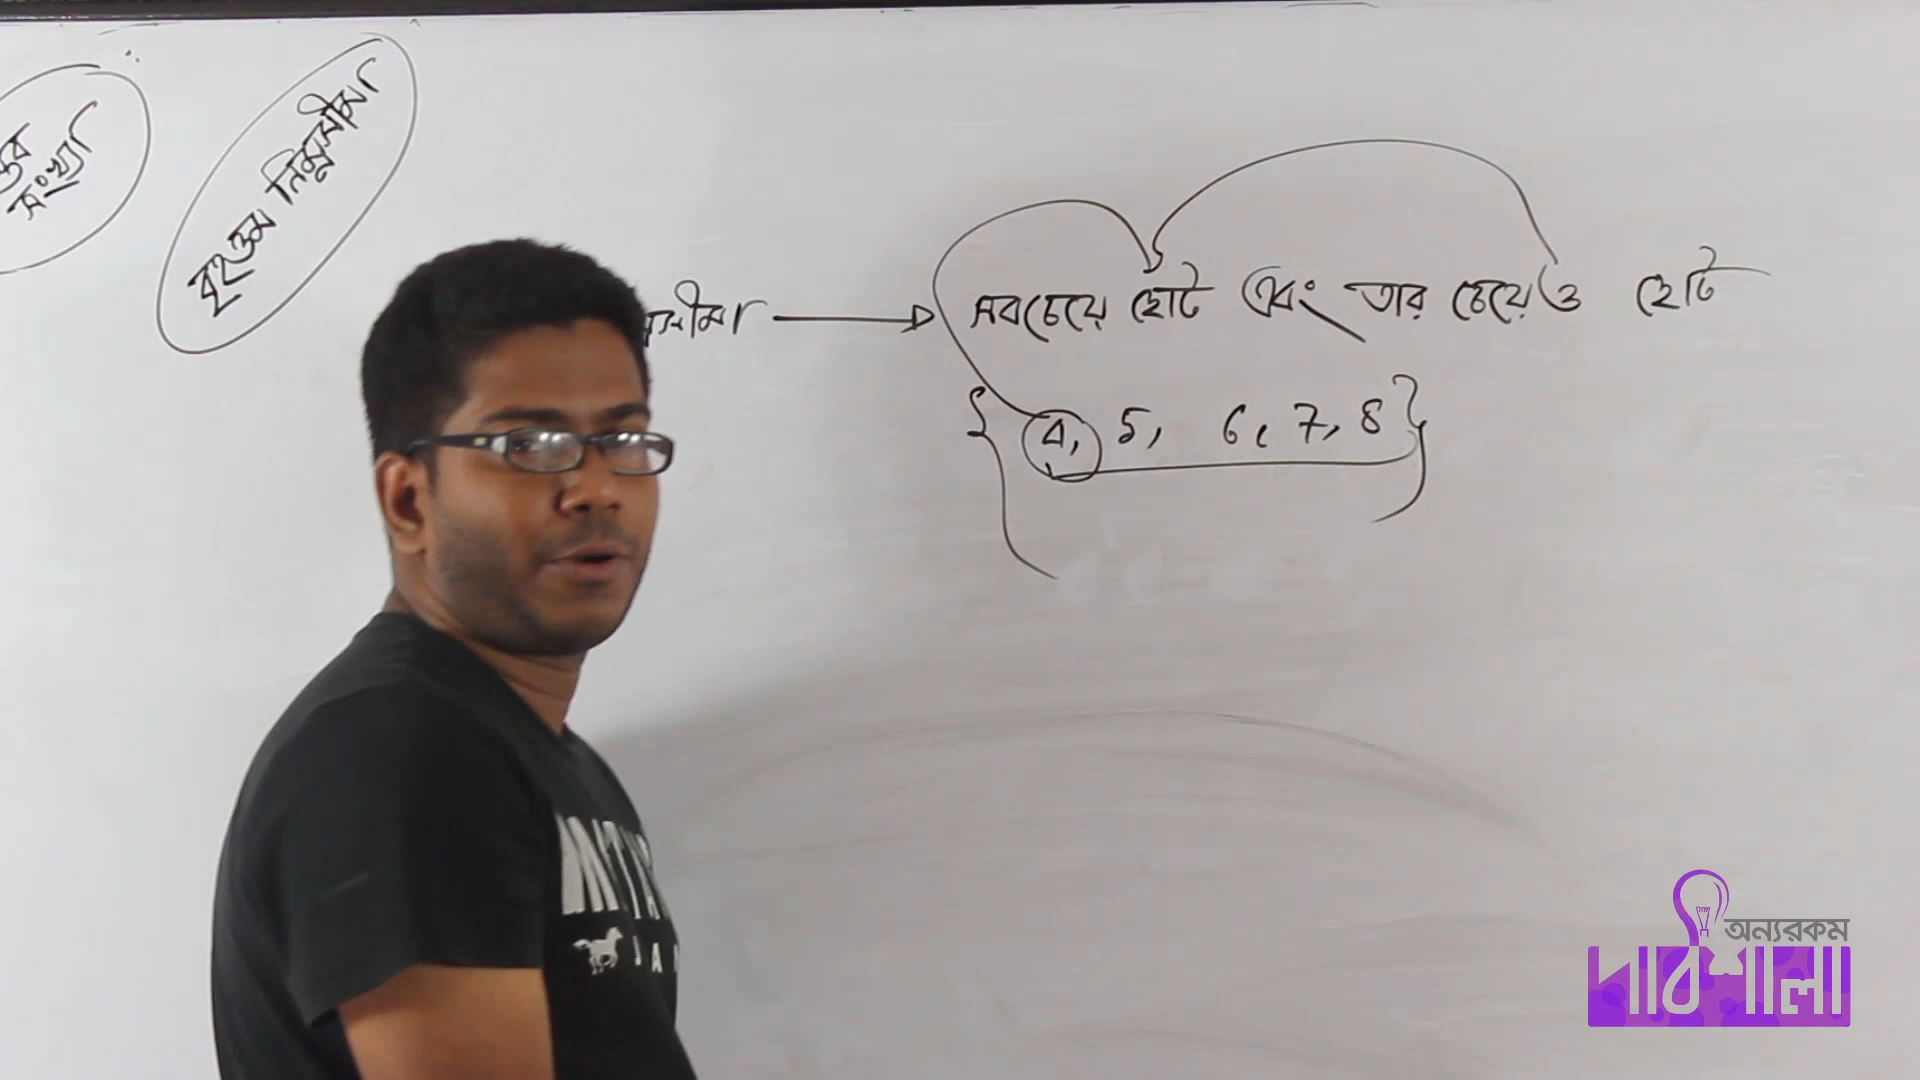 সংখ্যা
বৃহত্তম নিম্নসীমা
সবচেয়ে ছোট এবং তার চেয়েও ছোট
{ 4, 5, 6, 7, 8 }
অন্যরকম
পাঠশালা